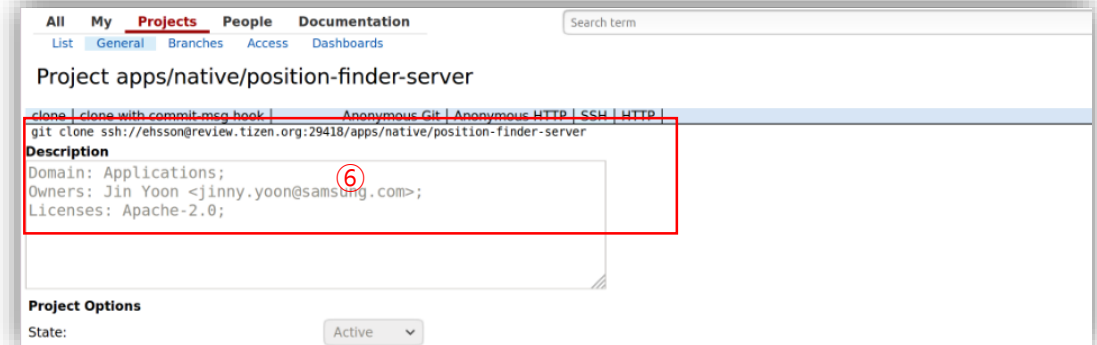 All My Projects People Documentation Search term
List General Branches Access Dashboards
Project apps/native/position-finder-server
clone | clone with commit-msg hook | Anonymous Git | Anonymous HTTP | SSH | HTTP |
git clone ssh://ehsson@review.tizen.org:29418/apps/native/position-finder-server
Description
Domain: Applications;
⑥
Owners: Jin Yoon <jinny.yoon@samsung.com>;
Licenses: Apache-2.0;
Project Options
State: Active